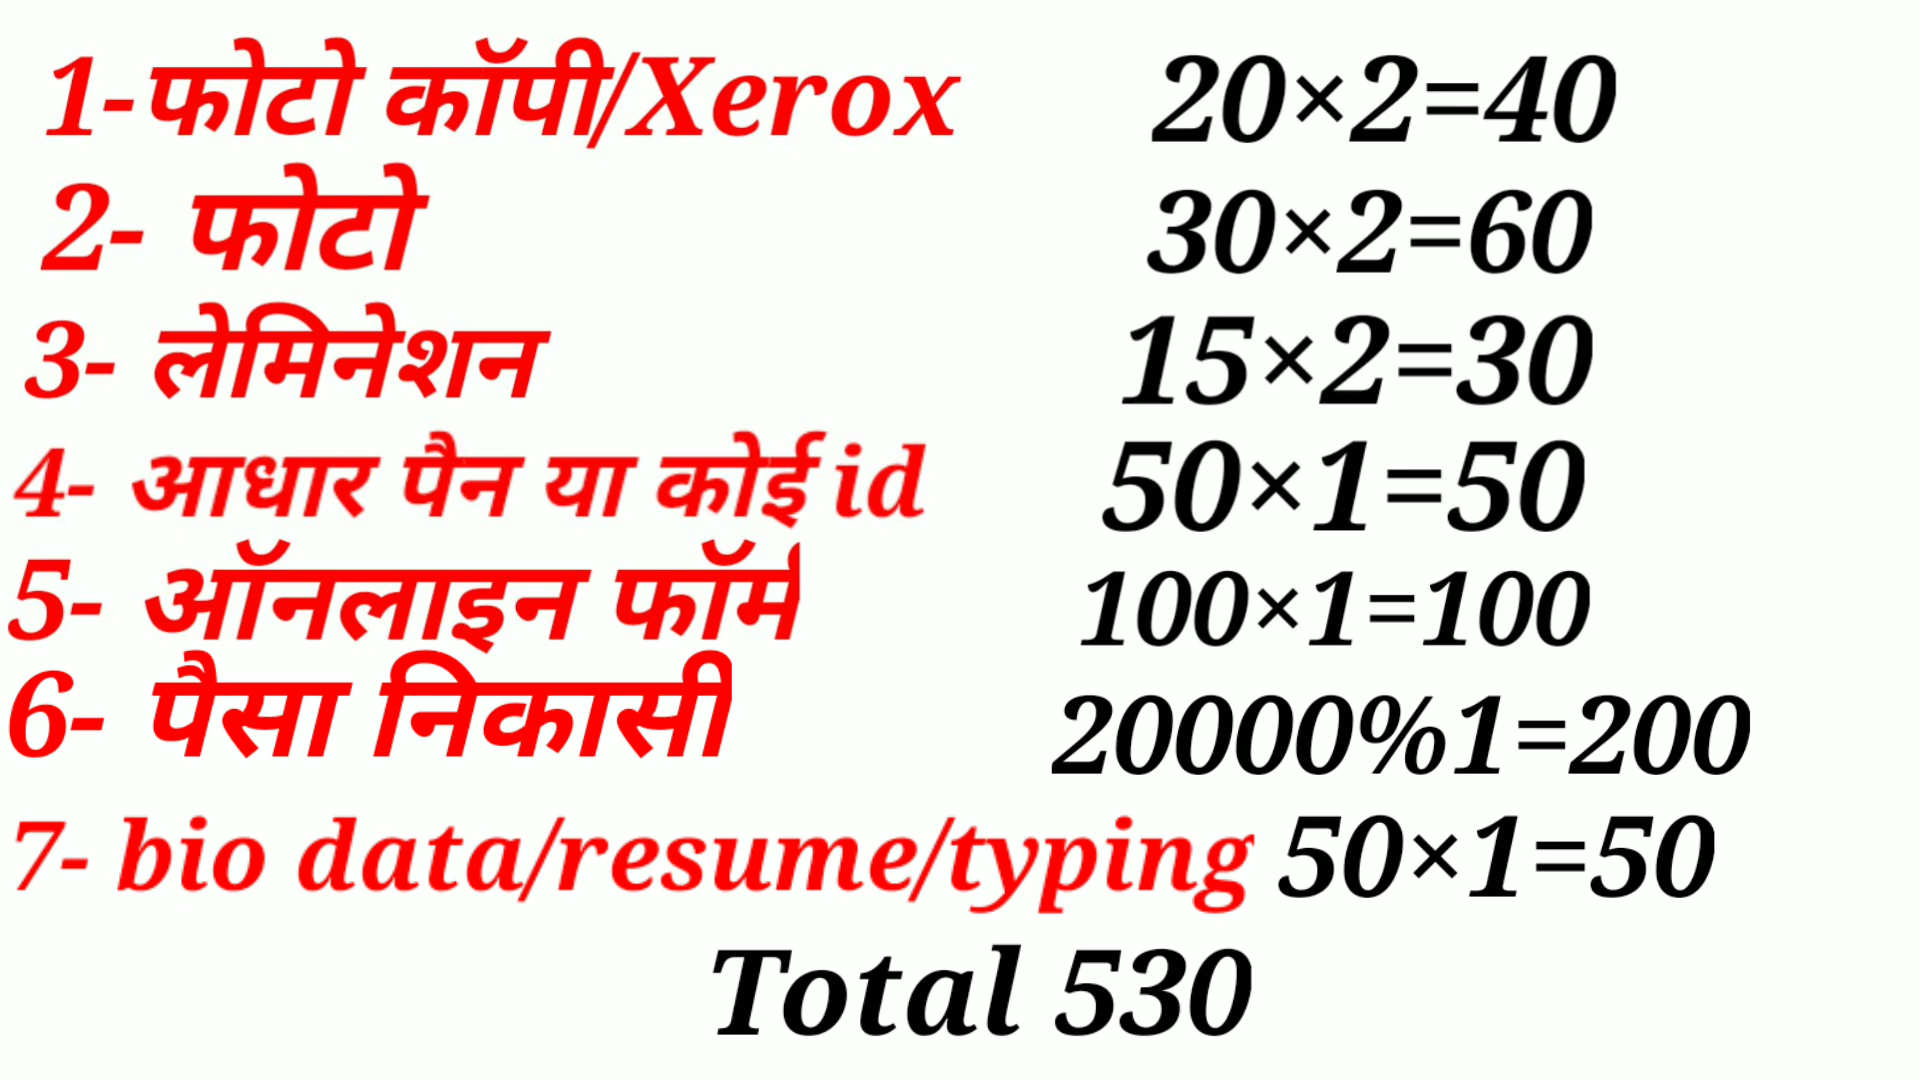 1-फोटो कॉपी/Xerox 20×2=40
2- फोटो 30×2=60
3- लेमिनेशन 15×2=30
4- आधार पैन या कोई id 50×1=50
5- ऑनलाइन फॉर्म 100×1=100
6- पैसा निकासी 20000%1=200
7- bio data/resume/typing 50×1=50
Total 530